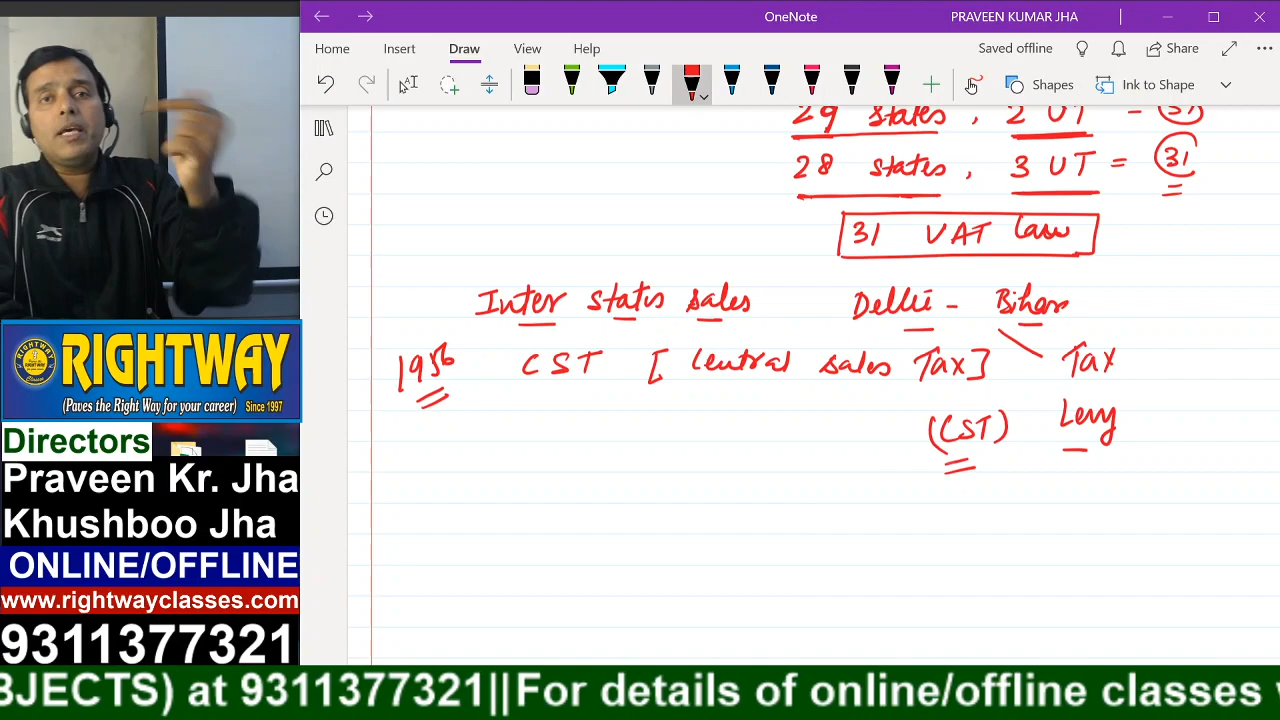 OneNote
PRAVEEN KUMAR JHA
Home Insert Draw View Help
Saved offline
Share
Shapes
Ink to Shape
29 states, 2 UT - 31
28 states, 3 UT = 31
31 VAT Law
Inter states sales Delhi - Bihar
1956 CST [Central sales Tax] Tax
(CST) Levy
RIGHTWAY
(Paves the Right Way for your career) Since 1997
Directors
Praveen Kr. Jha
Khushboo Jha
ONLINE/OFFLINE
www.rightwayclasses.com
9311377321
BJECTS) at 9311377321||For details of online/offline classes